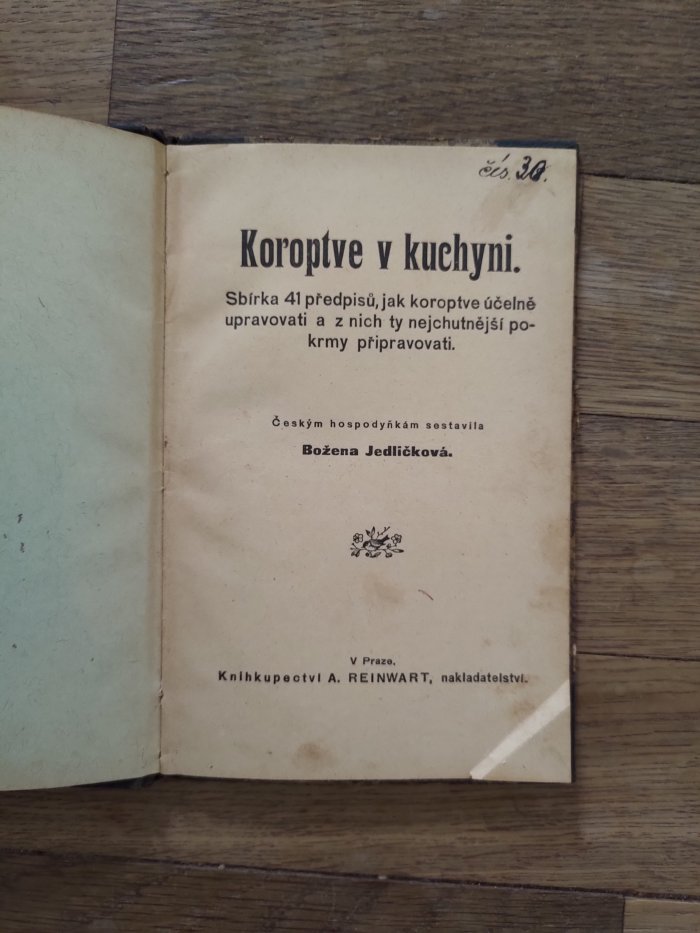 čís. 30.
Koroptve v kuchyni.
Sbírka 41 předpisů, jak koroptve účelně
upravovati a z nich ty nejchutnější po-
krmy připravovati.
Českým hospodyňkám sestavila
Božena Jedličková.
V Praze.
Knihkupectví A. REINWART, nakladatelství.